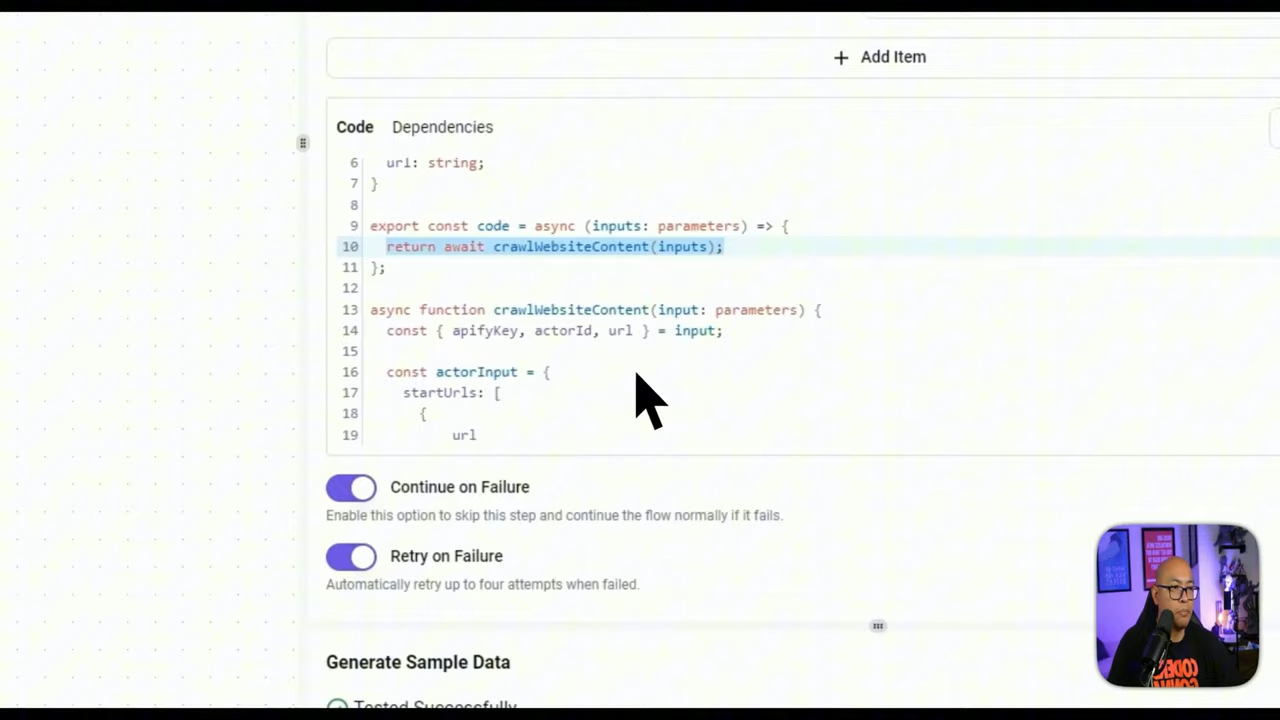 + Add Item
Code Dependencies
6 url: string;
7 }
8
9 export const code = async (inputs: parameters) => {
10 return await crawlWebsiteContent(inputs);
11 };
12
13 async function crawlWebsiteContent(input: parameters) {
14 const { apifyKey, actorId, url } = input;
15
16 const actorInput = {
17 startUrls: [
18 {
19 url
Continue on Failure
Enable this option to skip this step and continue the flow normally if it fails.
Retry on Failure
Automatically retry up to four attempts when failed.
Generate Sample Data
Tested Successfully